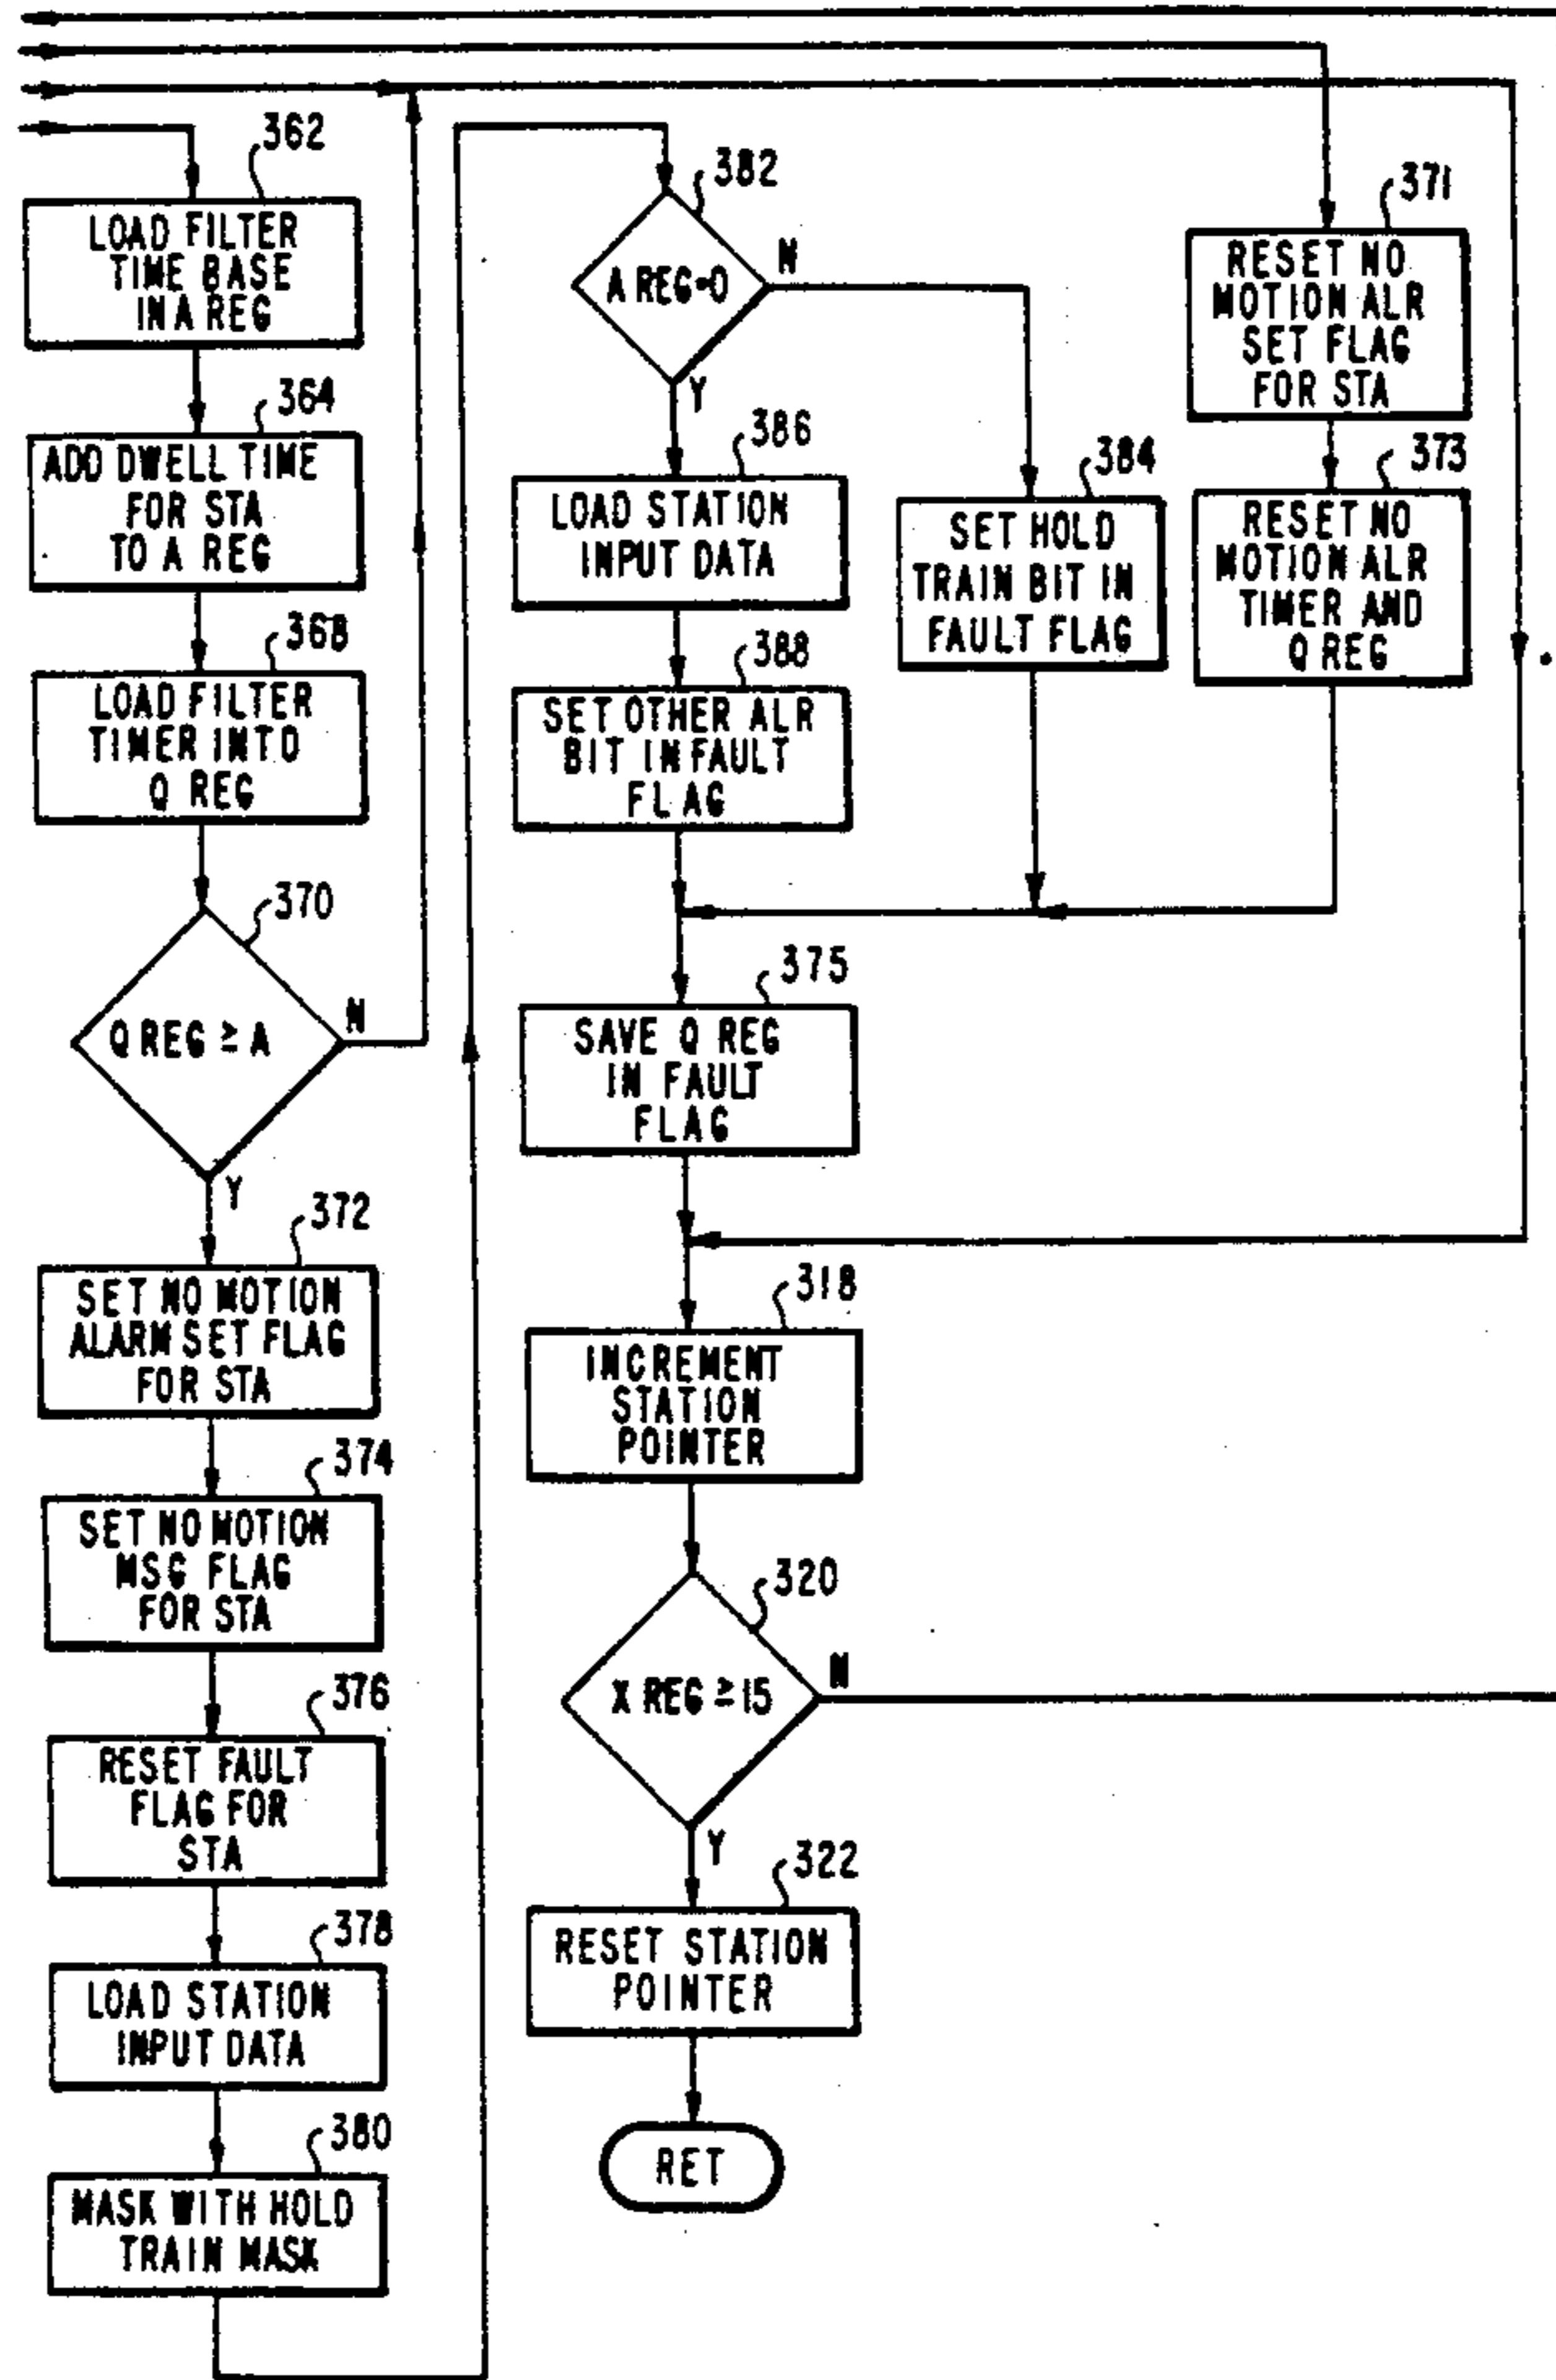 362
LOAD FILTER
TIME BASE
IN A REG
364
ADD DWELL TIME
FOR STA
TO A REG
368
LOAD FILTER
TIMER INTO
Q REG
370
Q REG ≥ A
N
Y
372
SET NO MOTION
ALARM SET FLAG
FOR STA
374
SET NO MOTION
MSG FLAG
FOR STA
376
RESET FAULT
FLAG FOR
STA
378
LOAD STATION
INPUT DATA
380
MASK WITH HOLD
TRAIN MASK
382
A REG=0
N
Y
386
LOAD STATION
INPUT DATA
388
SET OTHER ALR
BIT IN FAULT
FLAG
384
SET HOLD
TRAIN BIT IN
FAULT FLAG
371
RESET NO
MOTION ALR
SET FLAG
FOR STA
373
RESET NO
MOTION ALR
TIMER AND
Q REG
375
SAVE Q REG
IN FAULT
FLAG
318
INCREMENT
STATION
POINTER
320
X REG ≥ 15
N
Y
322
RESET STATION
POINTER
RET